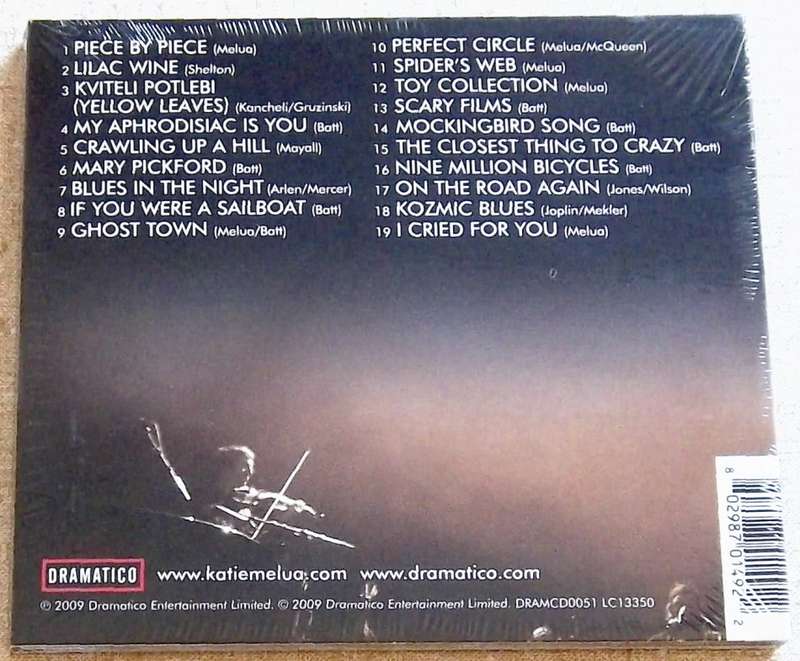 1 PIECE BY PIECE (Melua)
2 LILAC WINE (Shelton)
3 KVITELI POTLEBI
(YELLOW LEAVES) (Kancheli/Gruzinski)
4 MY APHRODISIAC IS YOU (Batt)
5 CRAWLING UP A HILL (Mayall)
6 MARY PICKFORD (Batt)
7 BLUES IN THE NIGHT (Arlen/Mercer)
8 IF YOU WERE A SAILBOAT (Batt)
9 GHOST TOWN (Melua/Batt)
10 PERFECT CIRCLE (Melua/McQueen)
11 SPIDER'S WEB (Melua)
12 TOY COLLECTION (Melua)
13 SCARY FILMS (Batt)
14 MOCKINGBIRD SONG (Batt)
15 THE CLOSEST THING TO CRAZY (Batt)
16 NINE MILLION BICYCLES (Batt)
17 ON THE ROAD AGAIN (Jones/Wilson)
18 KOZMIC BLUES (Joplin/Mekler)
19 I CRIED FOR YOU (Melua)
DRAMATICO www.katiemelua.com www.dramatico.com
℗ 2009 Dramatico Entertainment Limited. © 2009 Dramatico Entertainment Limited. DRAMCD0051 LC13350
8 02987 01492 2